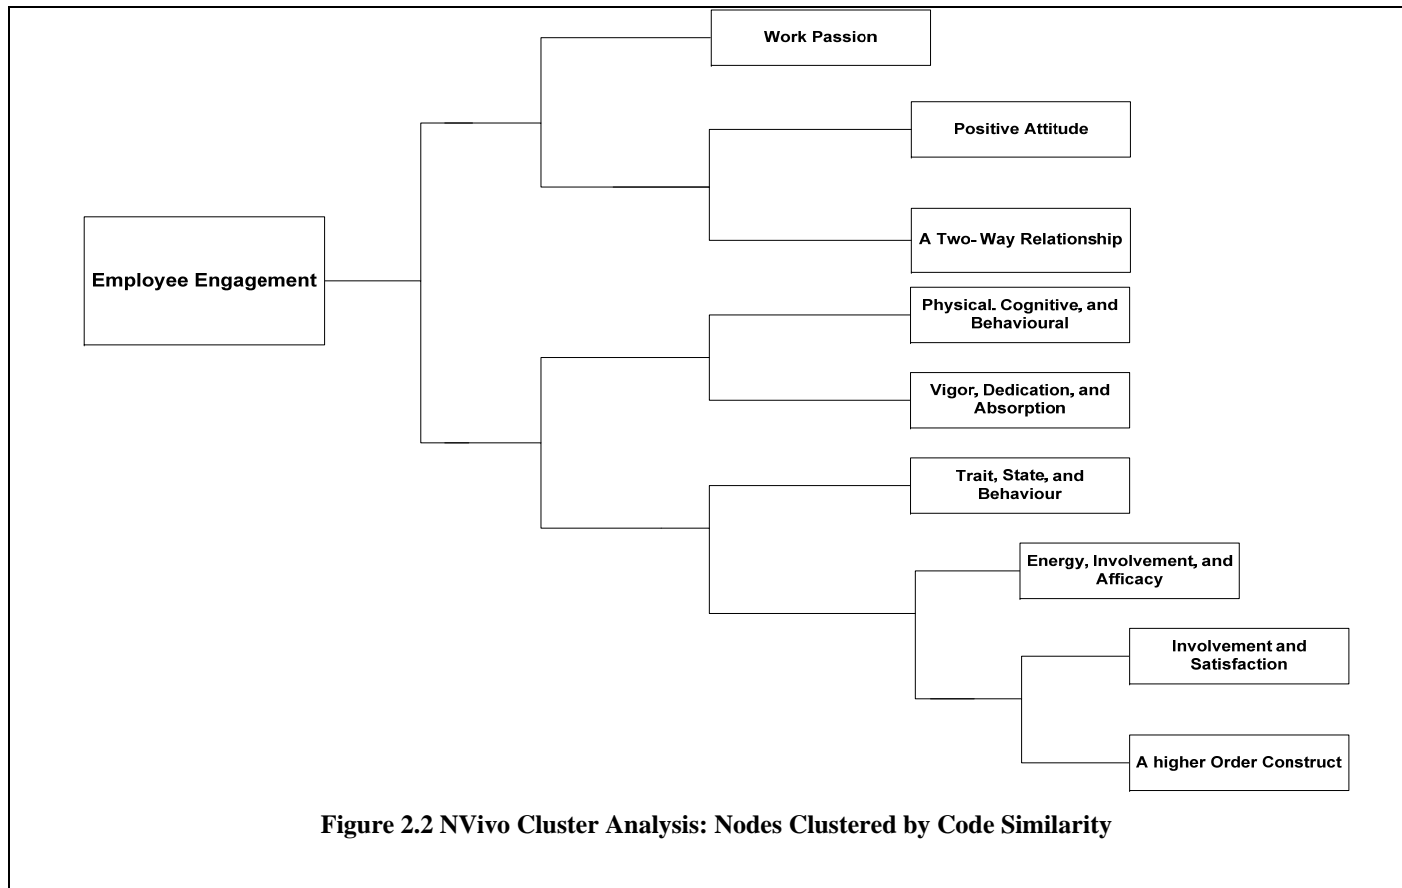 Work Passion
Positive Attitude
A Two- Way Relationship
Employee Engagement
Physical. Cognitive, and
Behavioural
Vigor, Dedication, and
Absorption
Trait, State, and
Behaviour
Energy, Involvement, and
Afficacy
Involvement and
Satisfaction
A higher Order Construct
Figure 2.2 NVivo Cluster Analysis: Nodes Clustered by Code Similarity